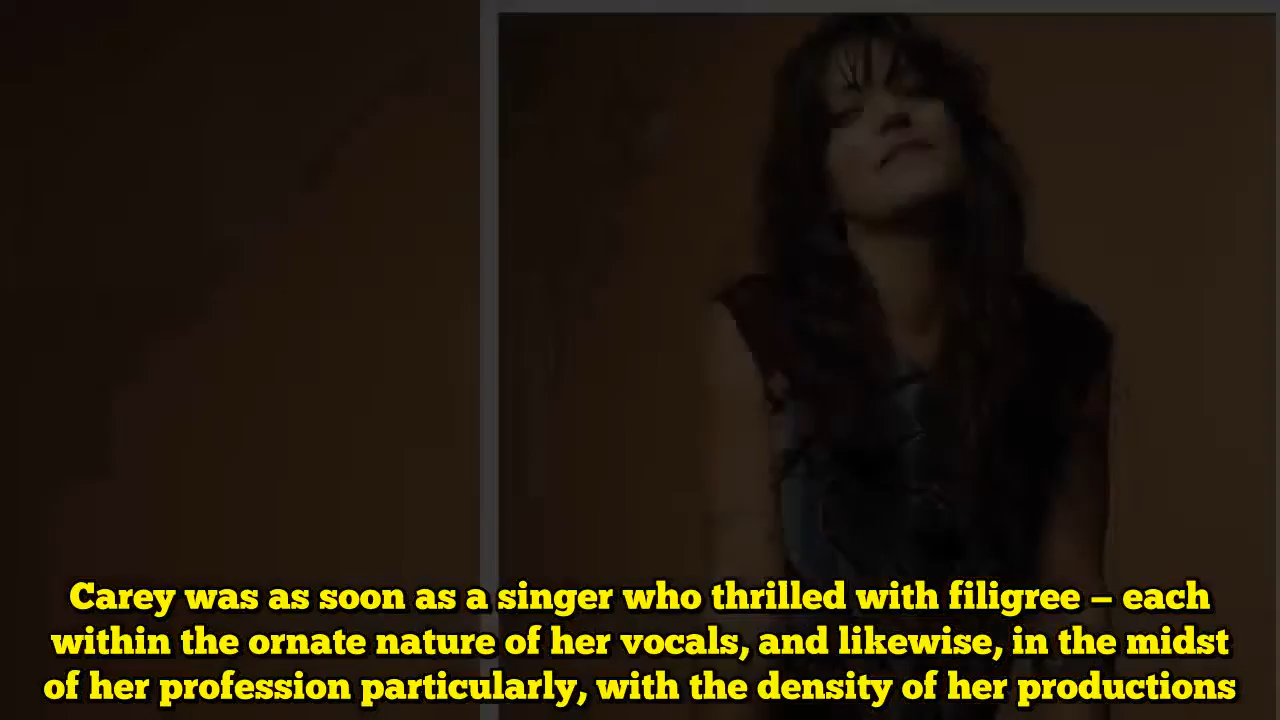 Carey was as soon as a singer who thrilled with filigree – each
within the ornate nature of her vocals, and likewise, in the midst
of her profession particularly, with the density of her productions